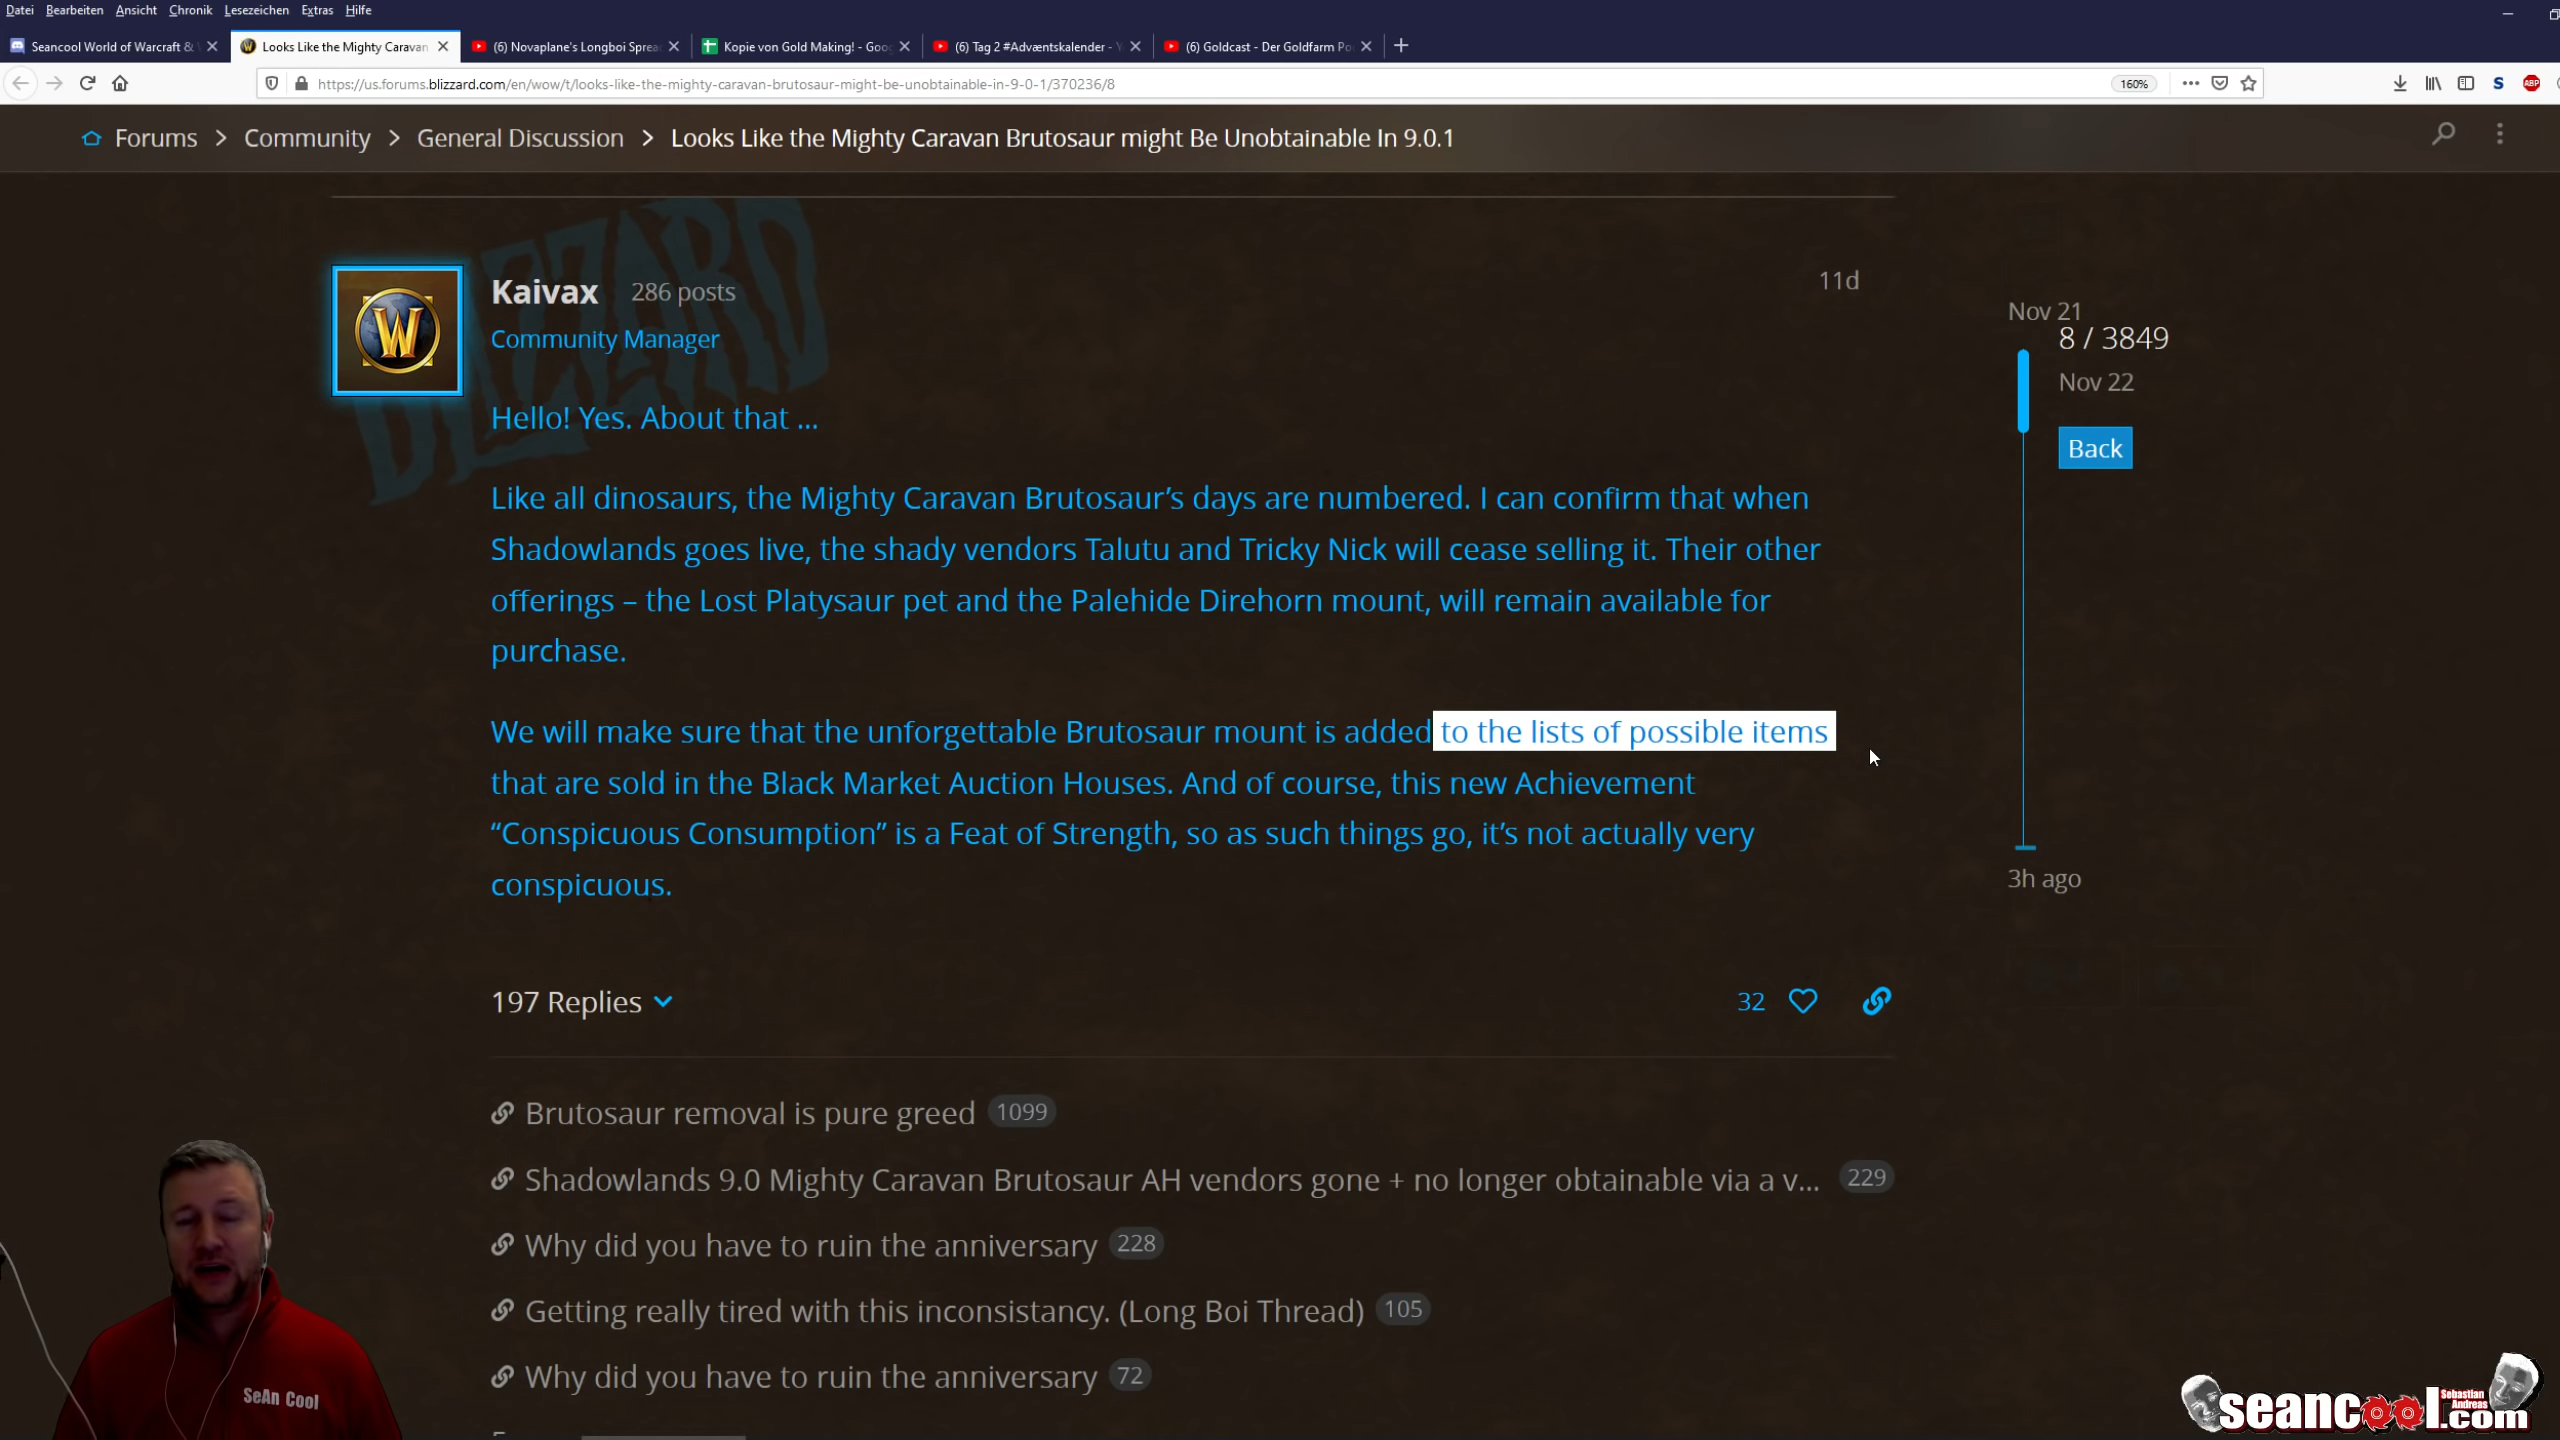 Datei Bearbeiten Ansicht Chronik Lesezeichen Extras Hilfe
Seancool World of Warcraft &
Looks Like the Mighty Caravan
(6) Novaplane's Longboi Sprea
Kopie von Gold Making! - Goo
(6) Tag 2 #Advæntskalender - Y
(6) Goldcast - Der Goldfarm Po
https://us.forums.blizzard.com/en/wow/t/looks-like-the-mighty-caravan-brutosaur-might-be-unobtainable-in-9-0-1/370236/8
160%
S
ABP
Forums > Community > General Discussion > Looks Like the Mighty Caravan Brutosaur might Be Unobtainable In 9.0.1
BLIZZARD
W
Kaivax 286 posts
11d
Community Manager
Hello! Yes. About that ...
Like all dinosaurs, the Mighty Caravan Brutosaur’s days are numbered. I can confirm that when
Shadowlands goes live, the shady vendors Talutu and Tricky Nick will cease selling it. Their other
offerings – the Lost Platysaur pet and the Palehide Direhorn mount, will remain available for
purchase.
We will make sure that the unforgettable Brutosaur mount is added to the lists of possible items
that are sold in the Black Market Auction Houses. And of course, this new Achievement
“Conspicuous Consumption” is a Feat of Strength, so as such things go, it’s not actually very
conspicuous.
197 Replies
32
Nov 21
8 / 3849
Nov 22
Back
3h ago
Brutosaur removal is pure greed 1099
Shadowlands 9.0 Mighty Caravan Brutosaur AH vendors gone + no longer obtainable via a v... 229
Why did you have to ruin the anniversary 228
Getting really tired with this inconsistancy. (Long Boi Thread) 105
Why did you have to ruin the anniversary 72
SeAn Cool
seancool.com
Sebastian
Andreas